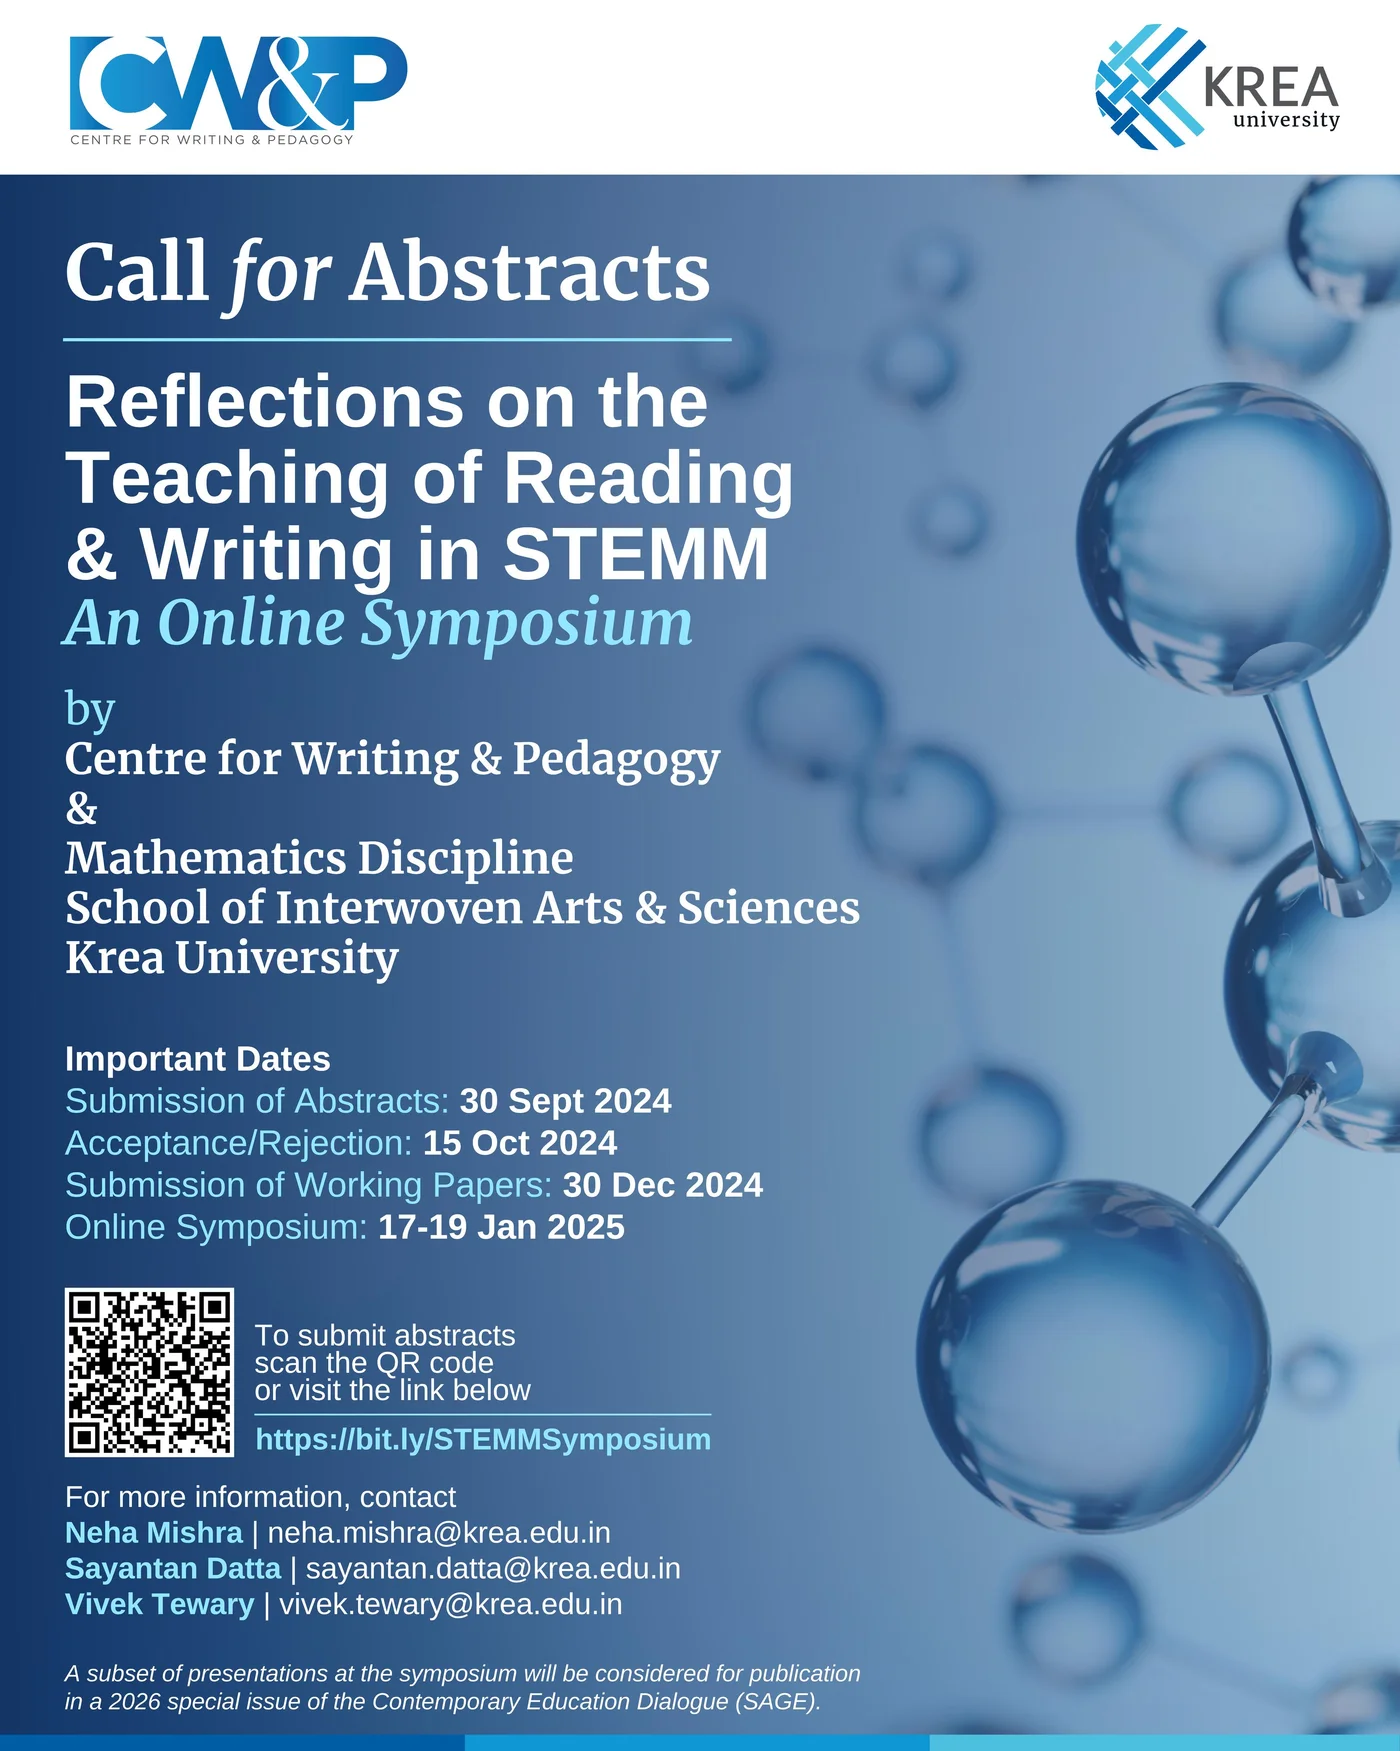 CW&P
CENTRE FOR WRITING & PEDAGOGY
KREA
university
Call for Abstracts
Reflections on the
Teaching of Reading
& Writing in STEMM
An Online Symposium
by
Centre for Writing & Pedagogy
&
Mathematics Discipline
School of Interwoven Arts & Sciences
Krea University
Important Dates
Submission of Abstracts: 30 Sept 2024
Acceptance/Rejection: 15 Oct 2024
Submission of Working Papers: 30 Dec 2024
Online Symposium: 17-19 Jan 2025
To submit abstracts
scan the QR code
or visit the link below
https://bit.ly/STEMMSymposium
For more information, contact
Neha Mishra | neha.mishra@krea.edu.in
Sayantan Datta | sayantan.datta@krea.edu.in
Vivek Tewary | vivek.tewary@krea.edu.in
A subset of presentations at the symposium will be considered for publication
in a 2026 special issue of the Contemporary Education Dialogue (SAGE).